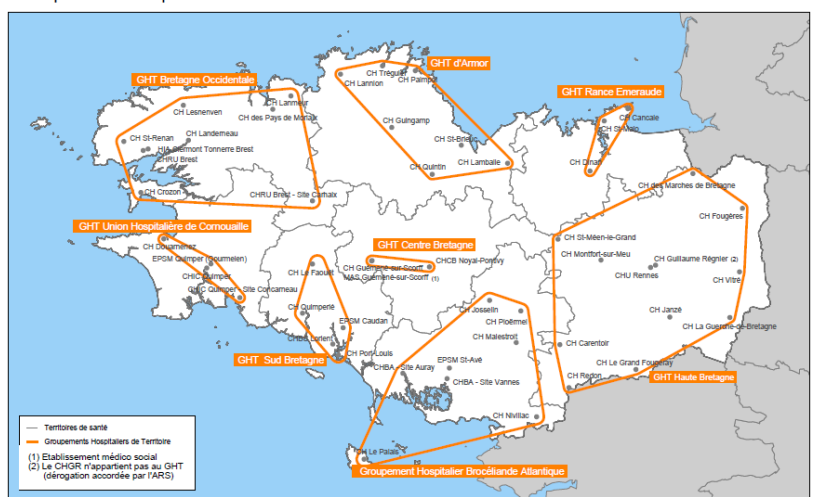 GHT Bretagne Occidentale
GHT d'Armor
GHT Rance Emeraude
CH Lannion
CH Tréguier
CH Paimpol
CH Lanmeur
CH des Pays de Morlaix
CH Lesneven
CH Landerneau
CH St-Renan
HIA Clermont Tonnerre Brest
CHRU Brest
CH Crozon
CHRU Brest - Site Carhaix
CH Guingamp
CH St-Brieuc
CH Quintin
CH Lamballe
CH Cancale
CH St-Malo
CH Dinan
CH des Marches de Bretagne
CH Fougères
GHT Union Hospitalière de Cornouaille
CH Douarnenez
EPSM Quimper (Gourmelen)
CHIC Quimper
CHIC Quimper - Site Concarneau
GHT Centre Bretagne
CH Guémené-sur-Scorff
MAS Guémené-sur-Scorff (1)
CHCB Noyal-Pontivy
CH St-Méen-le-Grand
CH Montfort-sur-Meu
CH Guillaume Régnier (2)
CHU Rennes
CH Vitré
CH Janzé
CH La Guerche-de-Bretagne
CH Le Faouët
CH Quimperlé
EPSM Caudan
CHBS Lorient
CH Port-Louis
GHT Sud Bretagne
CH Josselin
CH Ploërmel
CH Malestroit
EPSM St-Avé
CHBA - Site Auray
CHBA - Site Vannes
CH Nivillac
CH Le Palais
Groupement Hospitalier Brocéliande Atlantique
CH Carentoir
CH Le Grand Fougeray
CH Redon
GHT Haute Bretagne
Territoires de santé
Groupements Hospitaliers de Territoire
(1) Etablissement médico social
(2) Le CHGR n'appartient pas au GHT
(dérogation accordée par l'ARS)